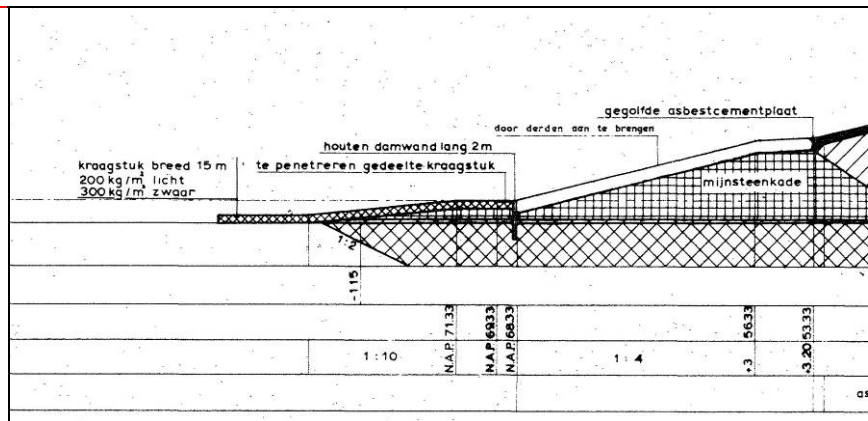 gegolfde asbestcementplaat
door derden aan te brengen
houten damwand lang 2m
kraagstuk breed 15 m
te penetreren gedeelte kraagstuk
200 kg/m² licht
300 kg/m² zwaar
mijnsteenkade
1:2
-115
N.A.P. 71.33
N.A.P. 69.33
N.A.P. 68.33
+3 56.33
+3.20 53.33
1 : 10
1 : 4
as